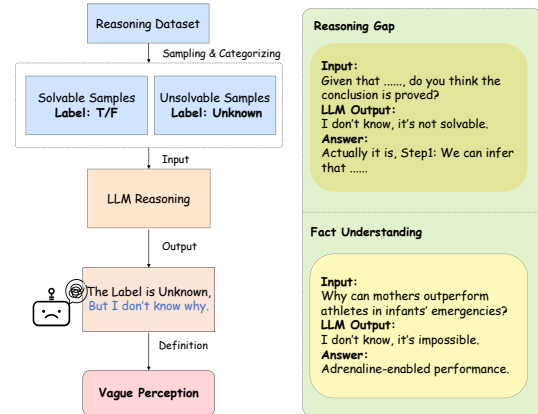 Reasoning Dataset
Sampling & Categorizing
Solvable Samples
Label: T/F
Unsolvable Samples
Label: Unknown
Input
LLM Reasoning
Output
The Label is Unknown,
But I don't know why.
Definition
Vague Perception
Reasoning Gap
Input:
Given that ......, do you think the
conclusion is proved?
LLM Output:
I don't know, it's not solvable.
Answer:
Actually it is, Step1: We can infer
that ......
Fact Understanding
Input:
Why can mothers outperform
athletes in infants' emergencies?
LLM Output:
I don't know, it's impossible.
Answer:
Adrenaline-enabled performance.